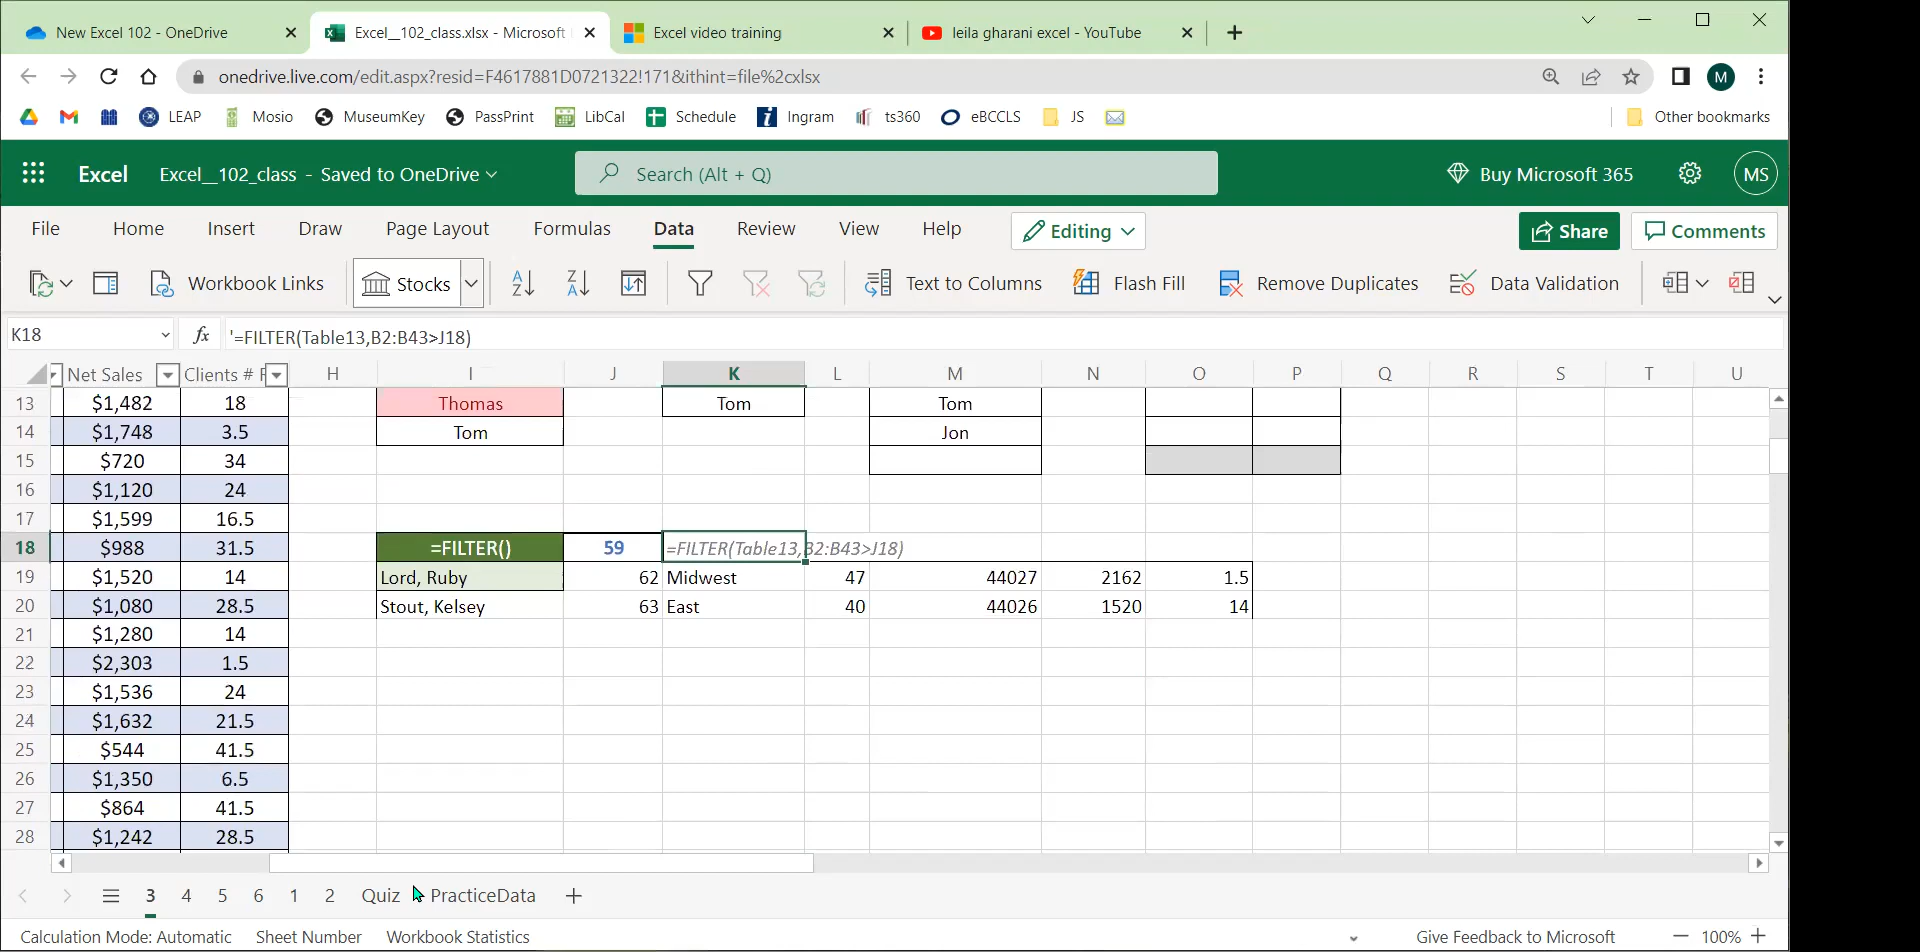 New Excel 102 - OneDrive
Excel__102_class.xlsx - Microsoft
Excel video training
leila gharani excel - YouTube
onedrive.live.com/edit.aspx?resid=F4617881D0721322!171&ithint=file%2cxlsx
M
LEAP Mosio MuseumKey PassPrint LibCal Schedule Ingram ts360 eBCCLS JS Other bookmarks
Excel Excel__102_class - Saved to OneDrive
Search (Alt + Q)
Buy Microsoft 365
MS
File Home Insert Draw Page Layout Formulas Data Review View Help Editing Share Comments
Workbook Links Stocks Text to Columns Flash Fill Remove Duplicates Data Validation
K18 fx '=FILTER(Table13,B2:B43>J18)
Net Sales Clients # F H I J K L M N O P Q R S T U
13 $1,482 18 Thomas Tom Tom
14 $1,748 3.5 Tom Jon
15 $720 34
16 $1,120 24
17 $1,599 16.5
18 $988 31.5 =FILTER() 59 =FILTER(Table13,B2:B43>J18)
19 $1,520 14 Lord, Ruby 62 Midwest 47 44027 2162 1.5
20 $1,080 28.5 Stout, Kelsey 63 East 40 44026 1520 14
21 $1,280 14
22 $2,303 1.5
23 $1,536 24
24 $1,632 21.5
25 $544 41.5
26 $1,350 6.5
27 $864 41.5
28 $1,242 28.5
3 4 5 6 1 2 Quiz PracticeData
Calculation Mode: Automatic Sheet Number Workbook Statistics Give Feedback to Microsoft 100%